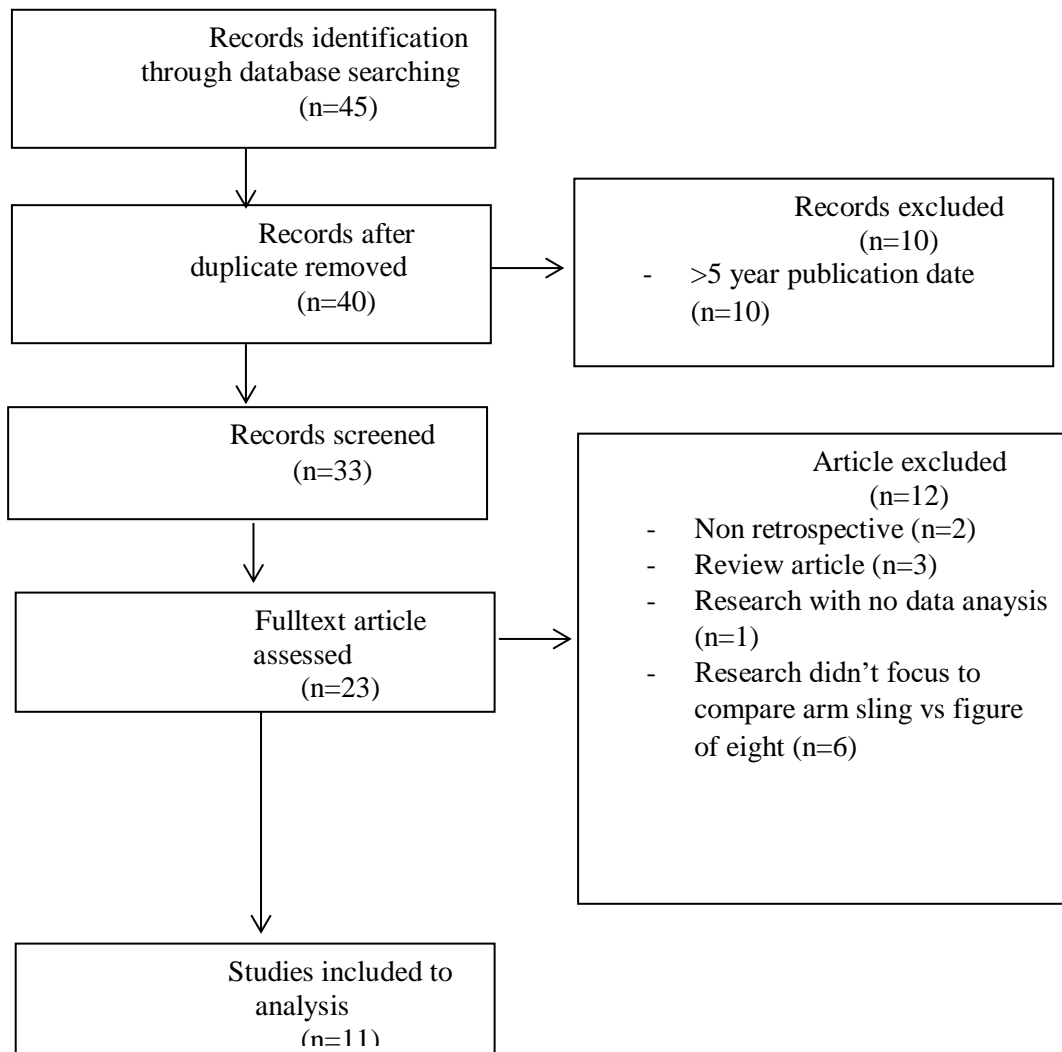 Records identification
through database searching
(n=45)
Records after
duplicate removed
(n=40)
Records excluded
(n=10)
- >5 year publication date
(n=10)
Records screened
(n=33)
Article excluded
(n=12)
- Non retrospective (n=2)
- Review article (n=3)
- Research with no data anaysis
(n=1)
- Research didn’t focus to
compare arm sling vs figure
of eight (n=6)
Fulltext article
assessed
(n=23)
Studies included to
analysis
(n=11)